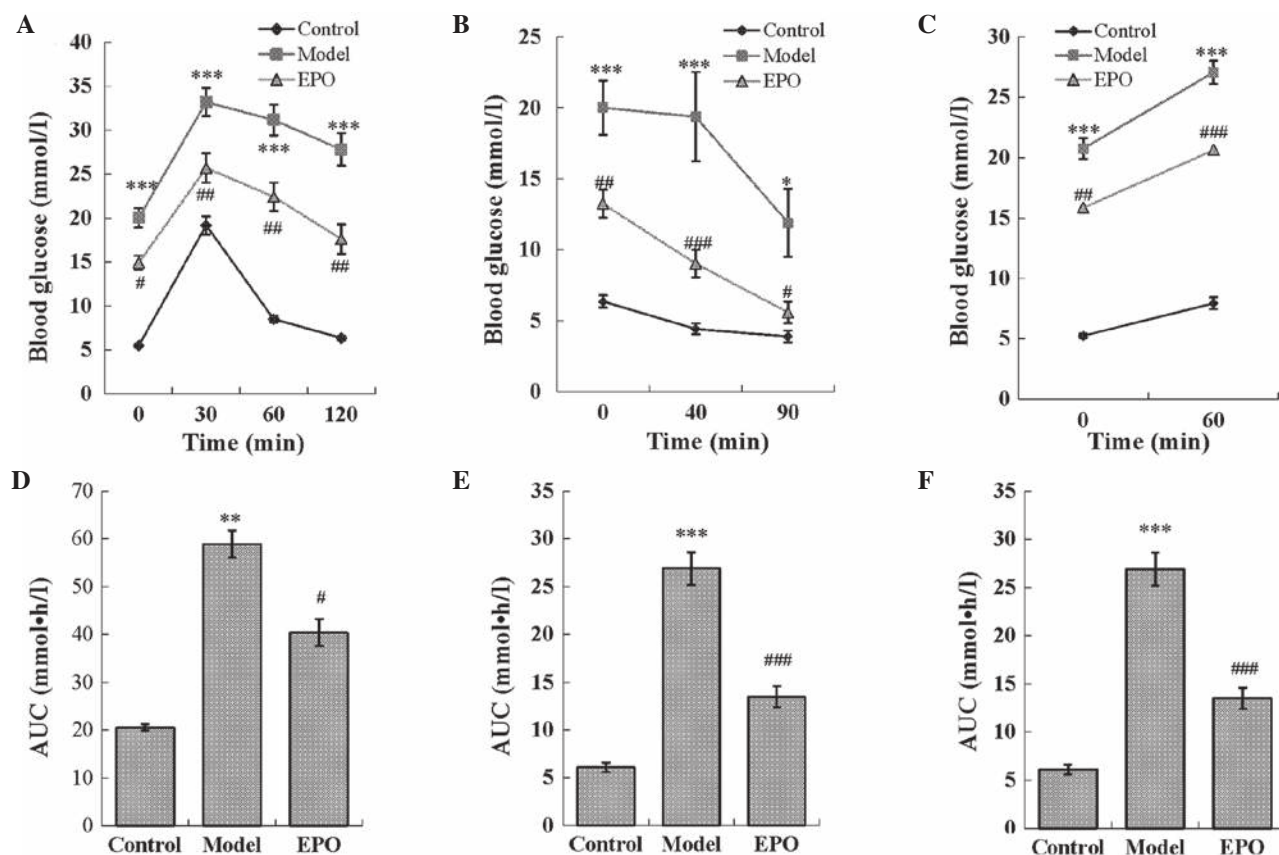 A
Control
Model
EPO
40
35
30
25
20
15
10
5
0
Blood glucose (mmol/l)
***
***
***
***
#
##
##
##
0 30 60 120
Time (min)
B
Control
Model
EPO
25
20
15
10
5
0
Blood glucose (mmol/l)
***
***
*
##
###
#
0 40 90
Time (min)
C
Control
Model
EPO
30
25
20
15
10
5
0
Blood glucose (mmol/l)
***
***
##
###
0 60
Time (min)
D
70
60
50
40
30
20
10
0
AUC (mmol•h/l)
**
#
Control Model EPO
E
35
30
25
20
15
10
5
0
AUC (mmol•h/l)
***
###
Control Model EPO
F
35
30
25
20
15
10
5
0
AUC (mmol•h/l)
***
###
Control Model EPO